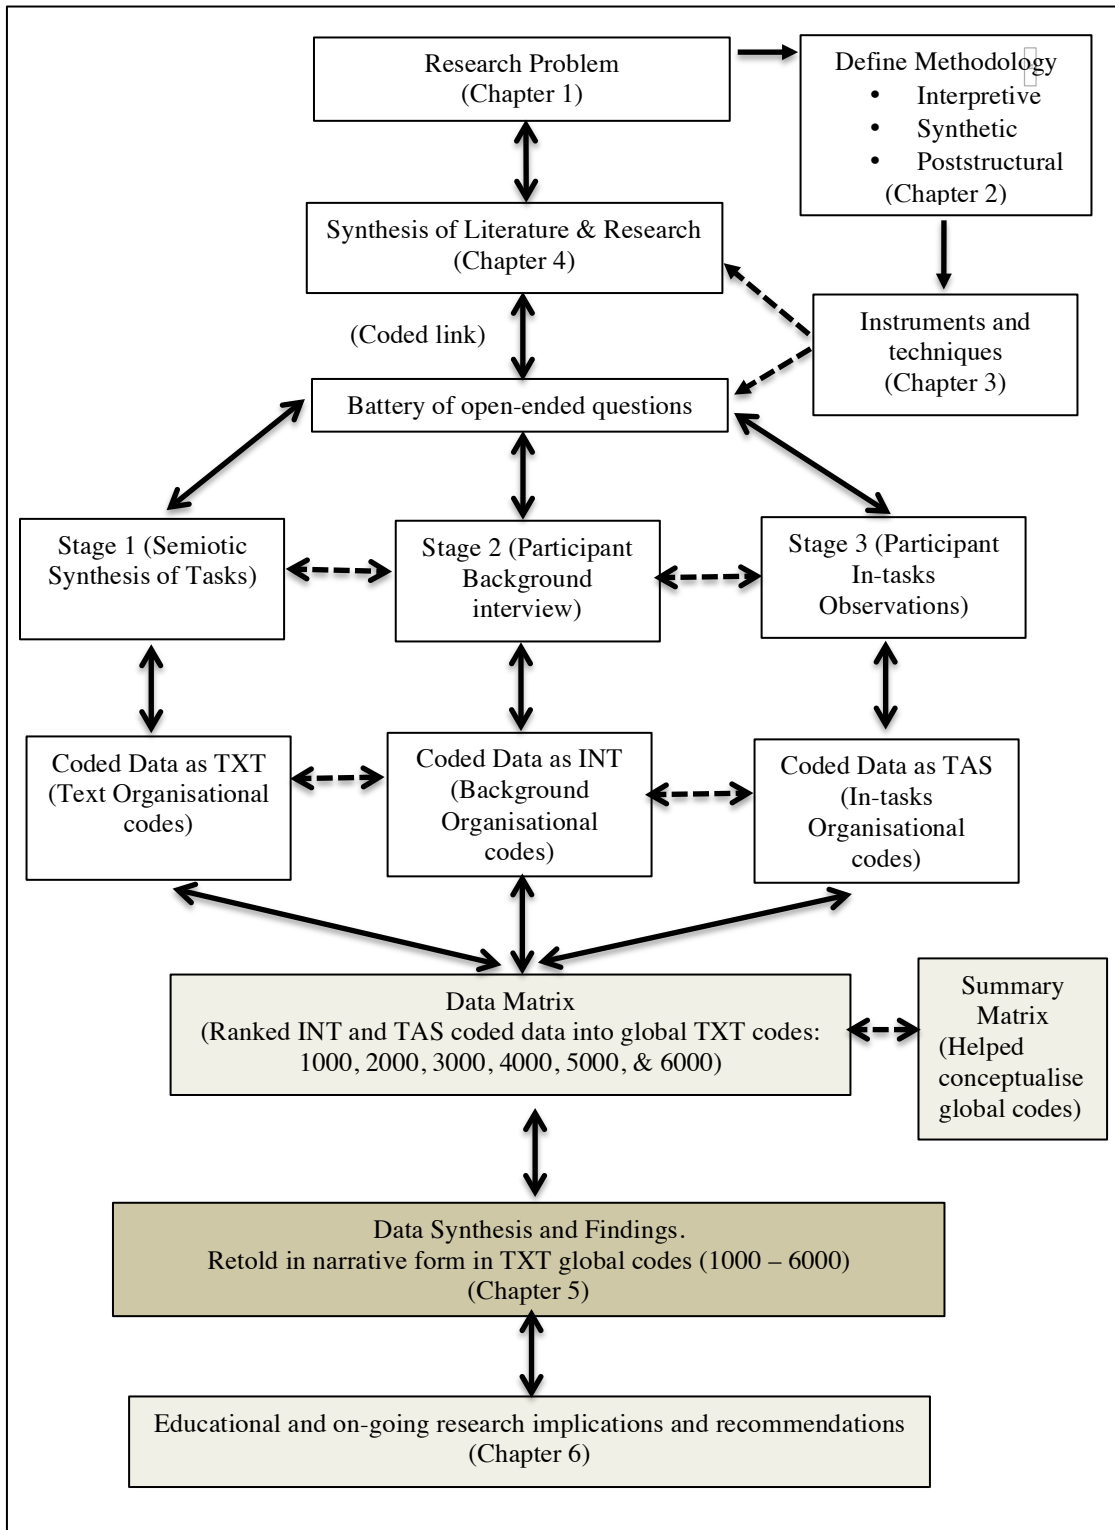 Research Problem
(Chapter 1)
Define Methodology
• Interpretive
• Synthetic
• Poststructural
(Chapter 2)
Synthesis of Literature & Research
(Chapter 4)
(Coded link)
Instruments and
techniques
(Chapter 3)
Battery of open-ended questions
Stage 1 (Semiotic
Synthesis of Tasks)
Stage 2 (Participant
Background
interview)
Stage 3 (Participant
In-tasks
Observations)
Coded Data as TXT
(Text Organisational
codes)
Coded Data as INT
(Background
Organisational
codes)
Coded Data as TAS
(In-tasks
Organisational
codes)
Data Matrix
(Ranked INT and TAS coded data into global TXT codes:
1000, 2000, 3000, 4000, 5000, & 6000)
Summary
Matrix
(Helped
conceptualise
global codes)
Data Synthesis and Findings.
Retold in narrative form in TXT global codes (1000 – 6000)
(Chapter 5)
Educational and on-going research implications and recommendations
(Chapter 6)